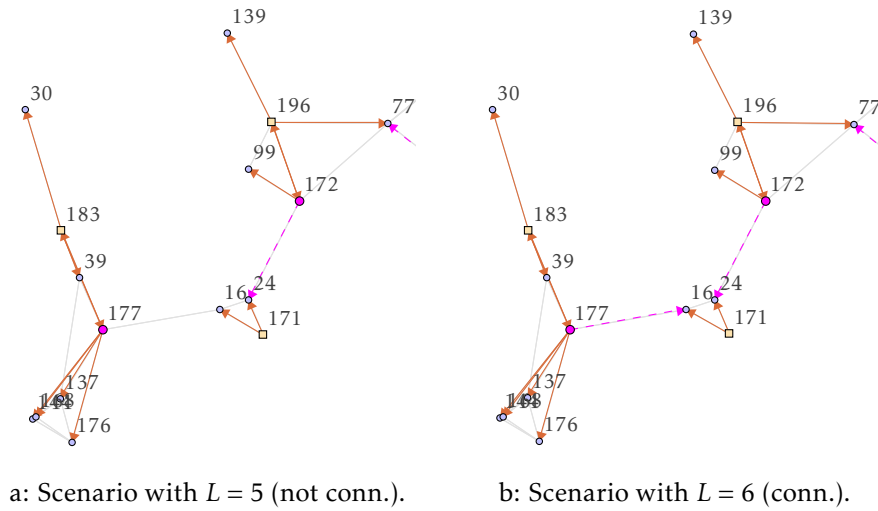 139 139
30 196 77 30 196 77
99 99
172 172
183 183
39 39
16 24 16 24
177 171 177 171
137 137
176 176
a: Scenario with L = 5 (not conn.). b: Scenario with L = 6 (conn.).